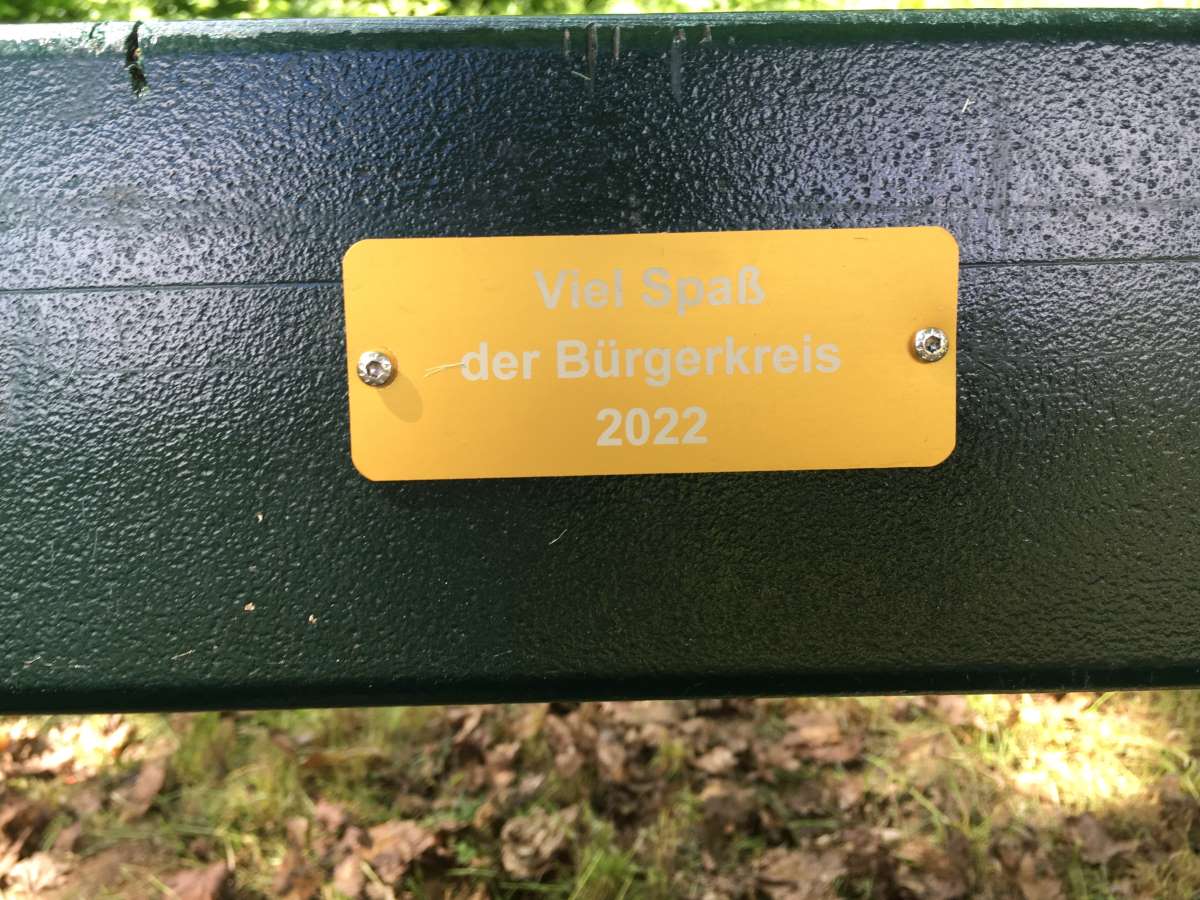 Viel Spaß
der Bürgerkreis
2022